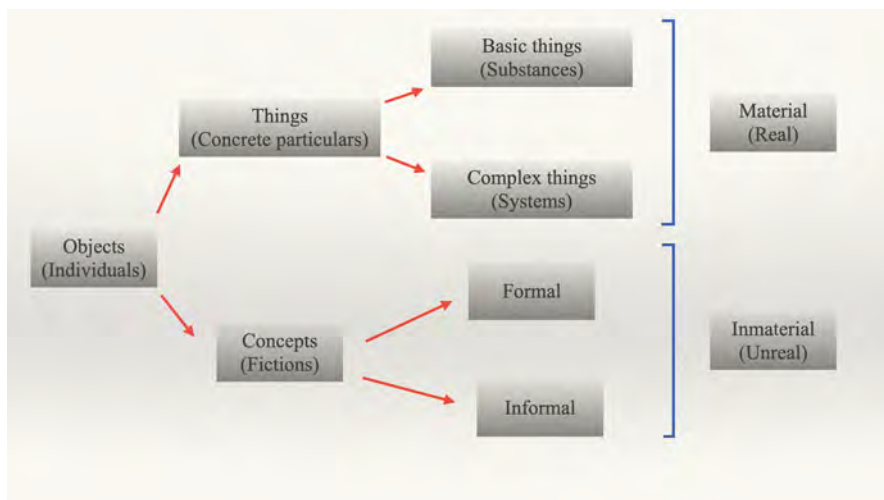 Basic things
(Substances)
Things
(Concrete particulars)
Material
(Real)
Complex things
(Systems)
Objects
(Individuals)
Formal
Concepts
(Fictions)
Inmaterial
(Unreal)
Informal